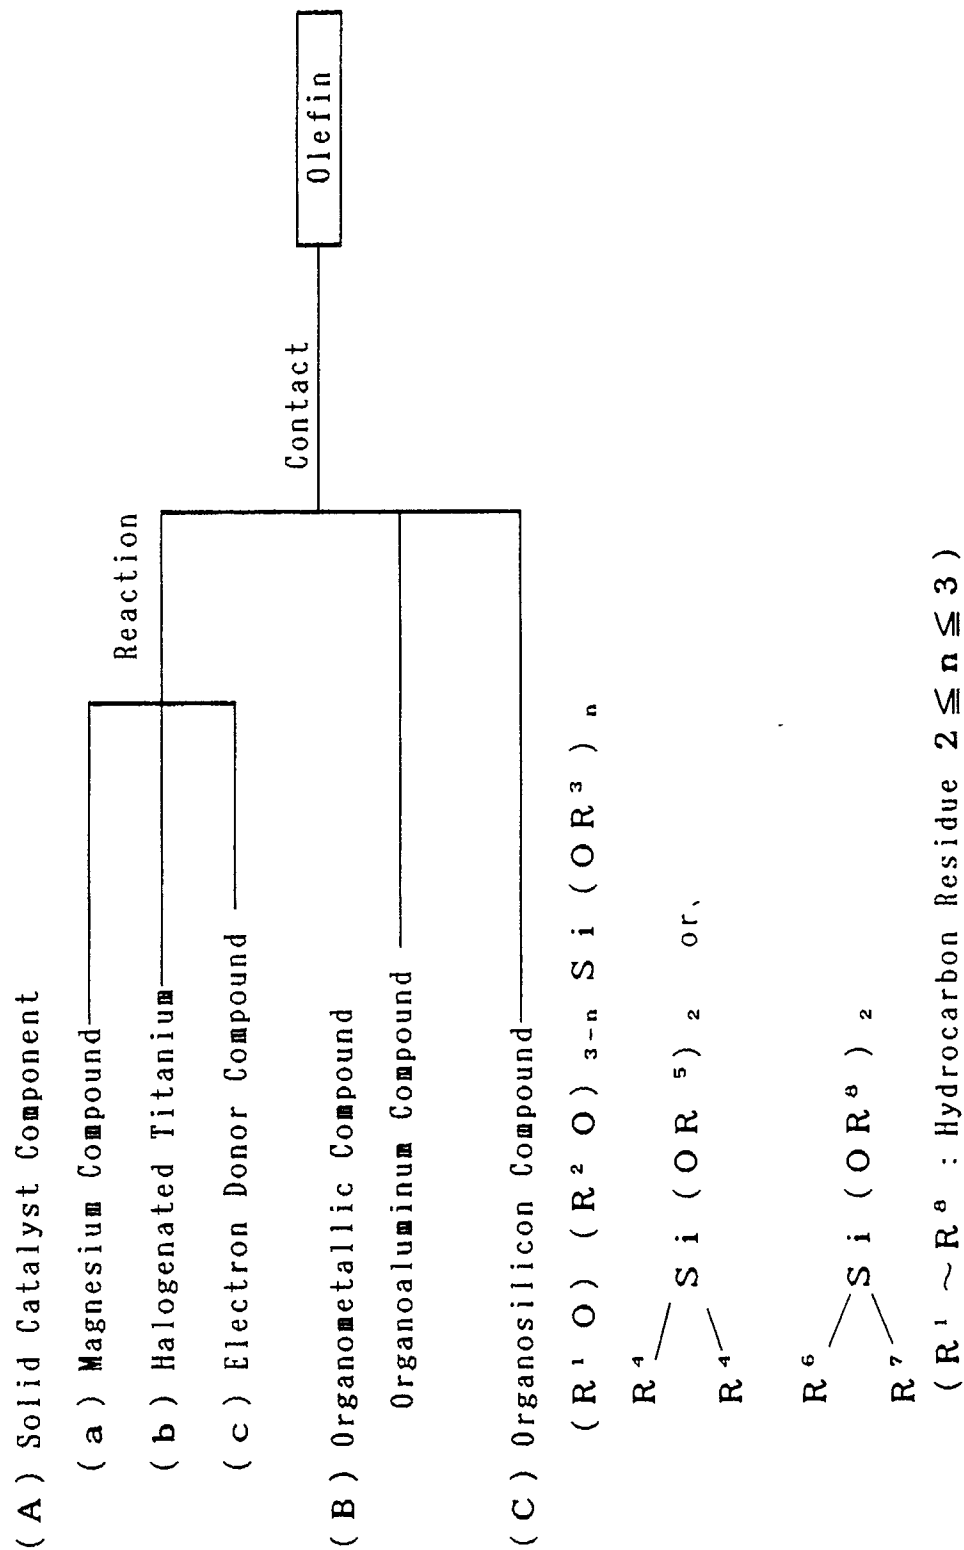 (A) Solid Catalyst Component
(a) Magnesium Compound
(b) Halogenated Titanium
(c) Electron Donor Compound
Reaction
(B) Organometallic Compound
Organoaluminum Compound
Contact
Olefin
(C) Organosilicon Compound
(R¹O)(R²O)₃₋ₙSi(OR³)ₙ
R⁴
Si(OR⁵)₂ or、
R⁴
R⁶
Si(OR⁸)₂
R⁷
(R¹～R⁸ : Hydrocarbon Residue 2≦n≦3)